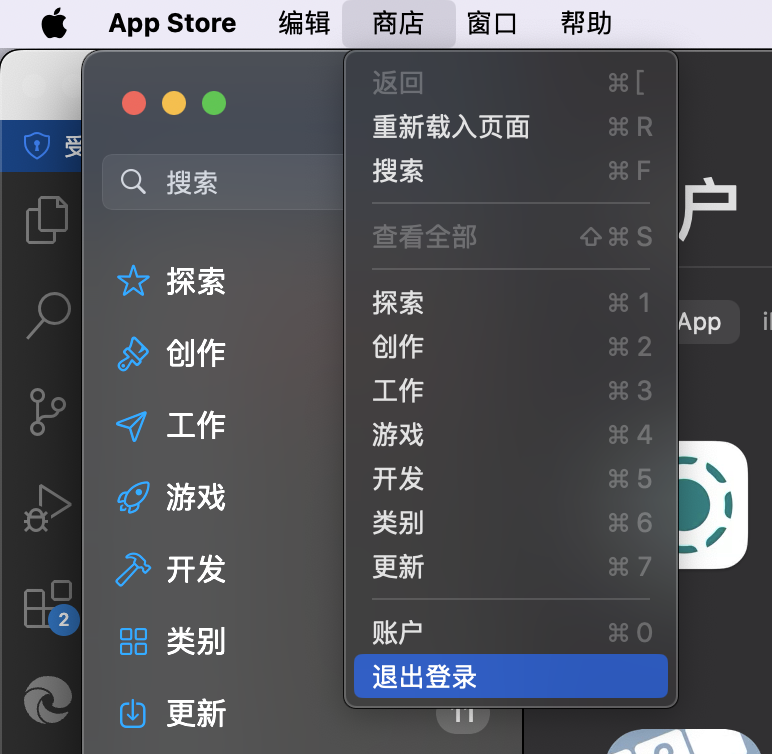 App Store 编辑 商店 窗口 帮助
受
搜索
探索
创作
工作
游戏
开发
类别
更新
2
返回 ⌘[
重新载入页面 ⌘R
搜索 ⌘F
查看全部 ⇧⌘S
探索 ⌘1
创作 ⌘2
工作 ⌘3
游戏 ⌘4
开发 ⌘5
类别 ⌘6
更新 ⌘7
账户 ⌘0
退出登录
户
App